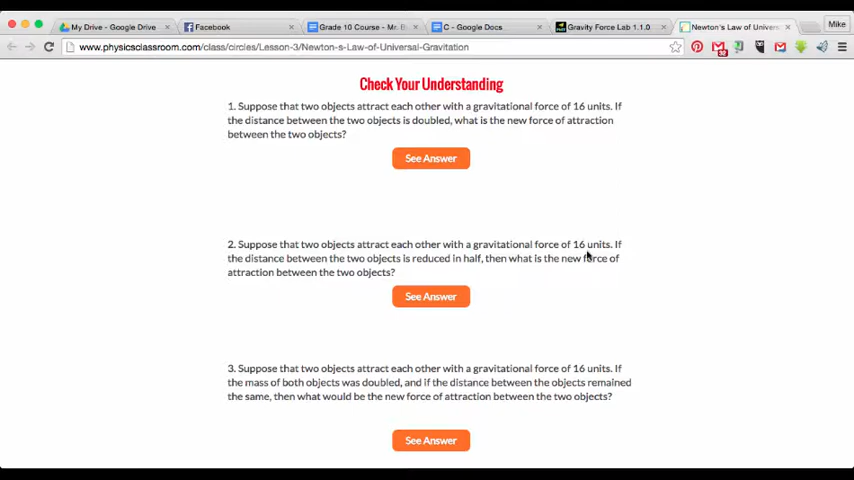 My Drive - Google Drive
Facebook
Grade 10 Course - Mr. B
C - Google Docs
Gravity Force Lab 1.1.0
Newton's Law of Univers
Mike
www.physicsclassroom.com/class/circles/Lesson-3/Newton-s-Law-of-Universal-Gravitation
Check Your Understanding
1. Suppose that two objects attract each other with a gravitational force of 16 units. If
the distance between the two objects is doubled, what is the new force of attraction
between the two objects?
See Answer
2. Suppose that two objects attract each other with a gravitational force of 16 units. If
the distance between the two objects is reduced in half, then what is the new force of
attraction between the two objects?
See Answer
3. Suppose that two objects attract each other with a gravitational force of 16 units. If
the mass of both objects was doubled, and if the distance between the objects remained
the same, then what would be the new force of attraction between the two objects?
See Answer